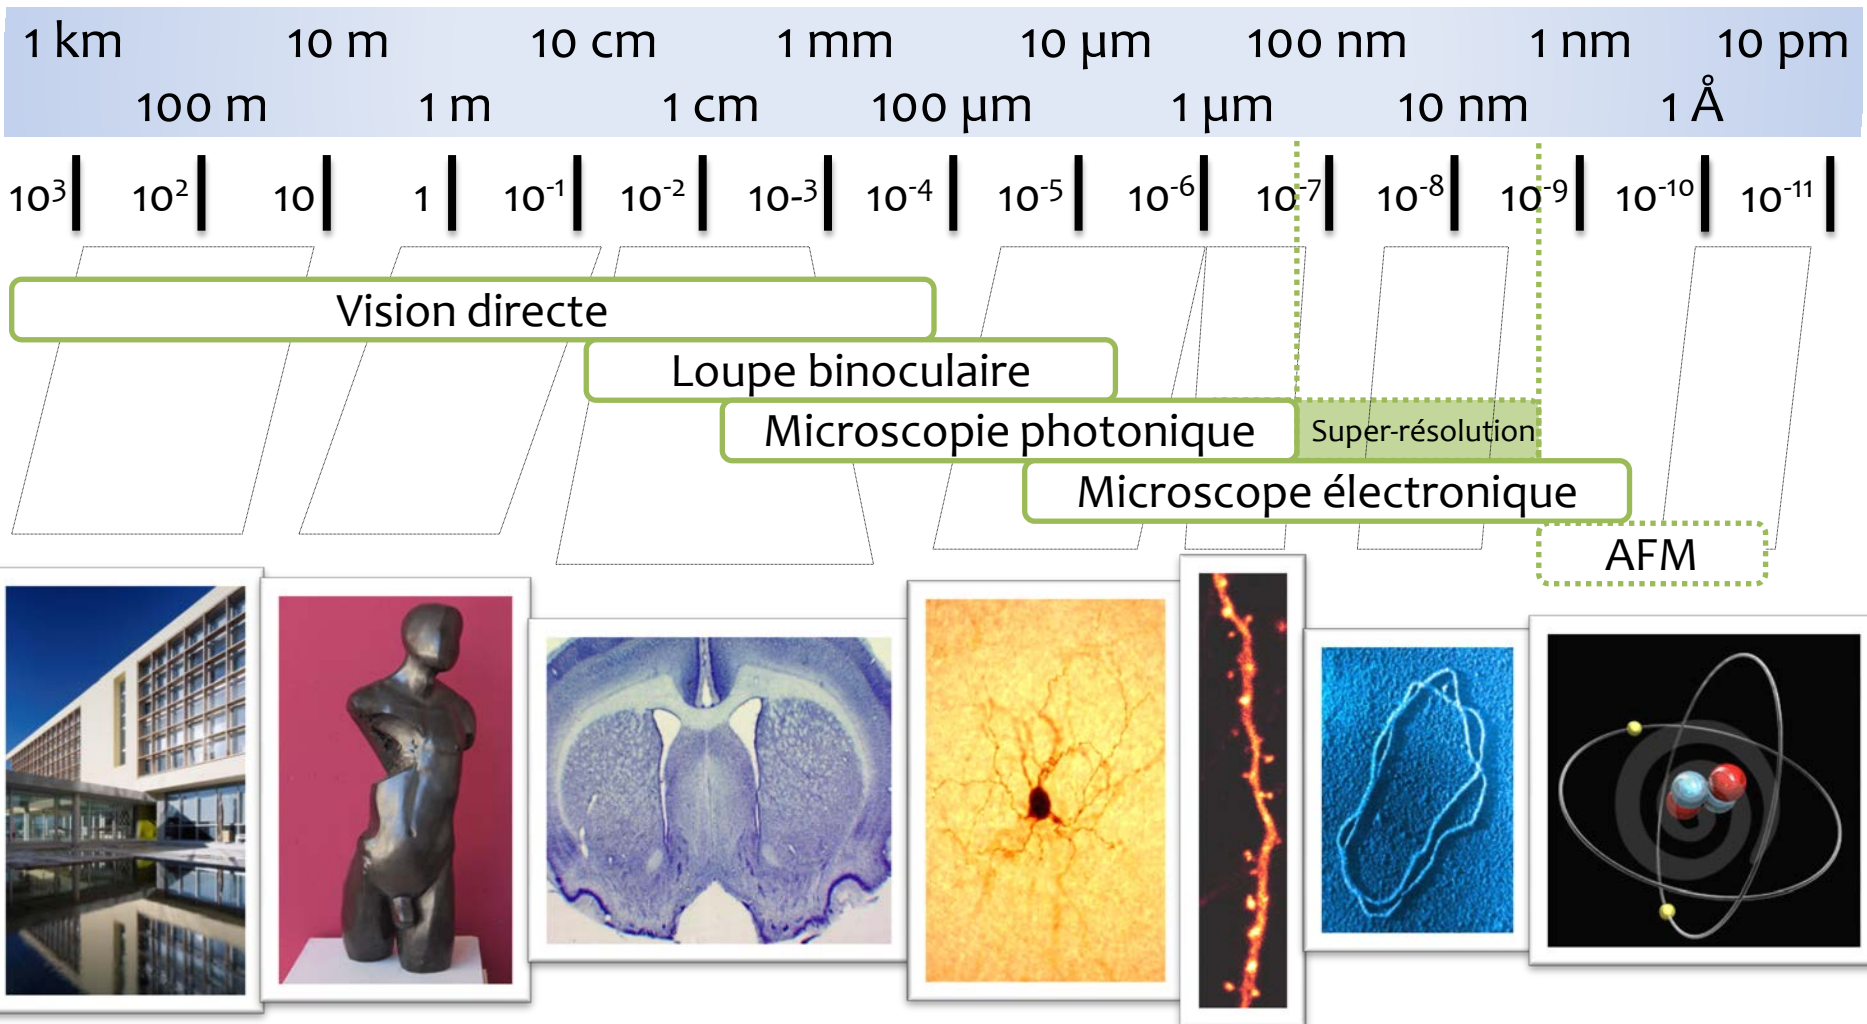 1 km 10 m 10 cm 1 mm 10 µm 100 nm 1 nm 10 pm
100 m 1 m 1 cm 100 µm 1 µm 10 nm 1 Å
10³ 10² 10 1 10⁻¹ 10⁻² 10-³ 10⁻⁴ 10⁻⁵ 10⁻⁶ 10⁻⁷ 10⁻⁸ 10⁻⁹ 10⁻¹⁰ 10⁻¹¹
Vision directe
Loupe binoculaire
Microscopie photonique Super-résolution
Microscope électronique
AFM